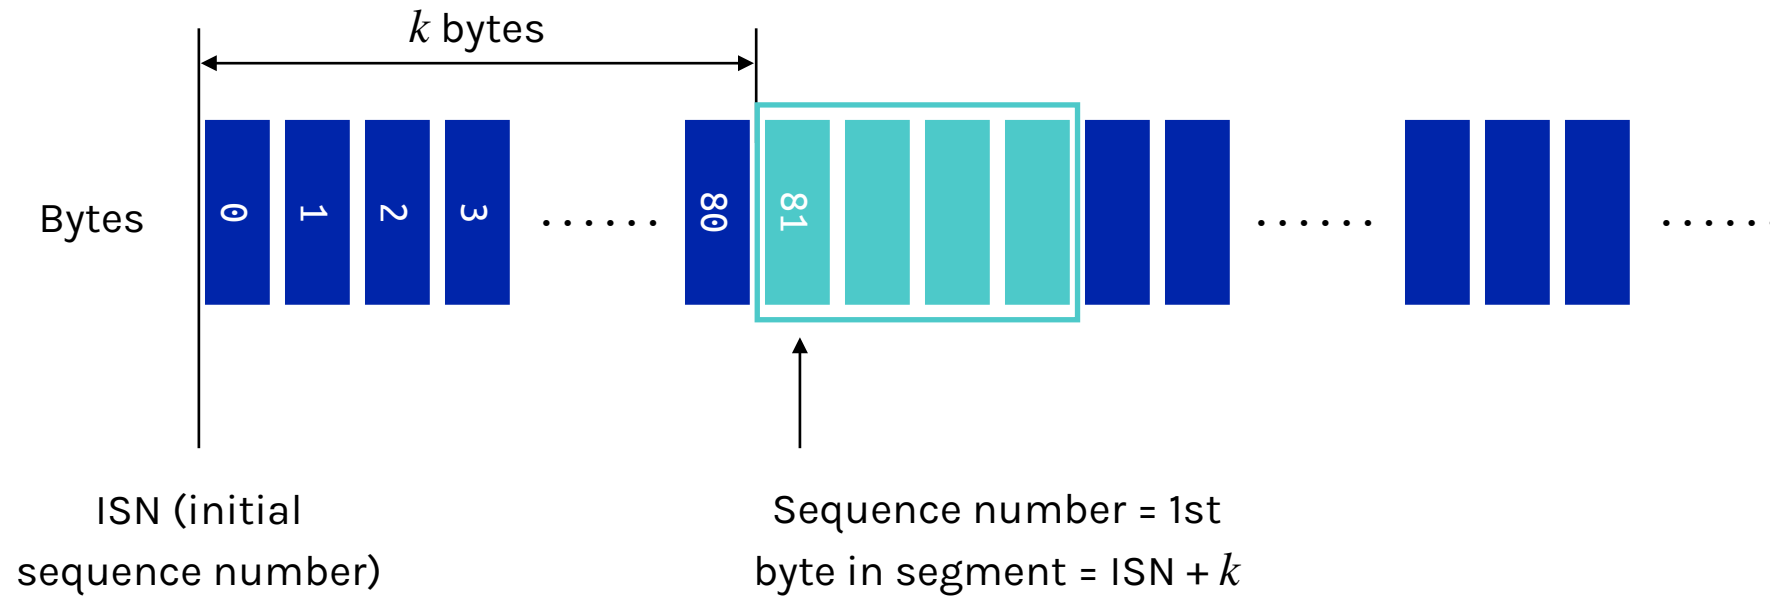 k bytes
Bytes 0 1 2 3 ...... 80 81 ...... ......
ISN (initial
sequence number)
Sequence number = 1st
byte in segment = ISN + k